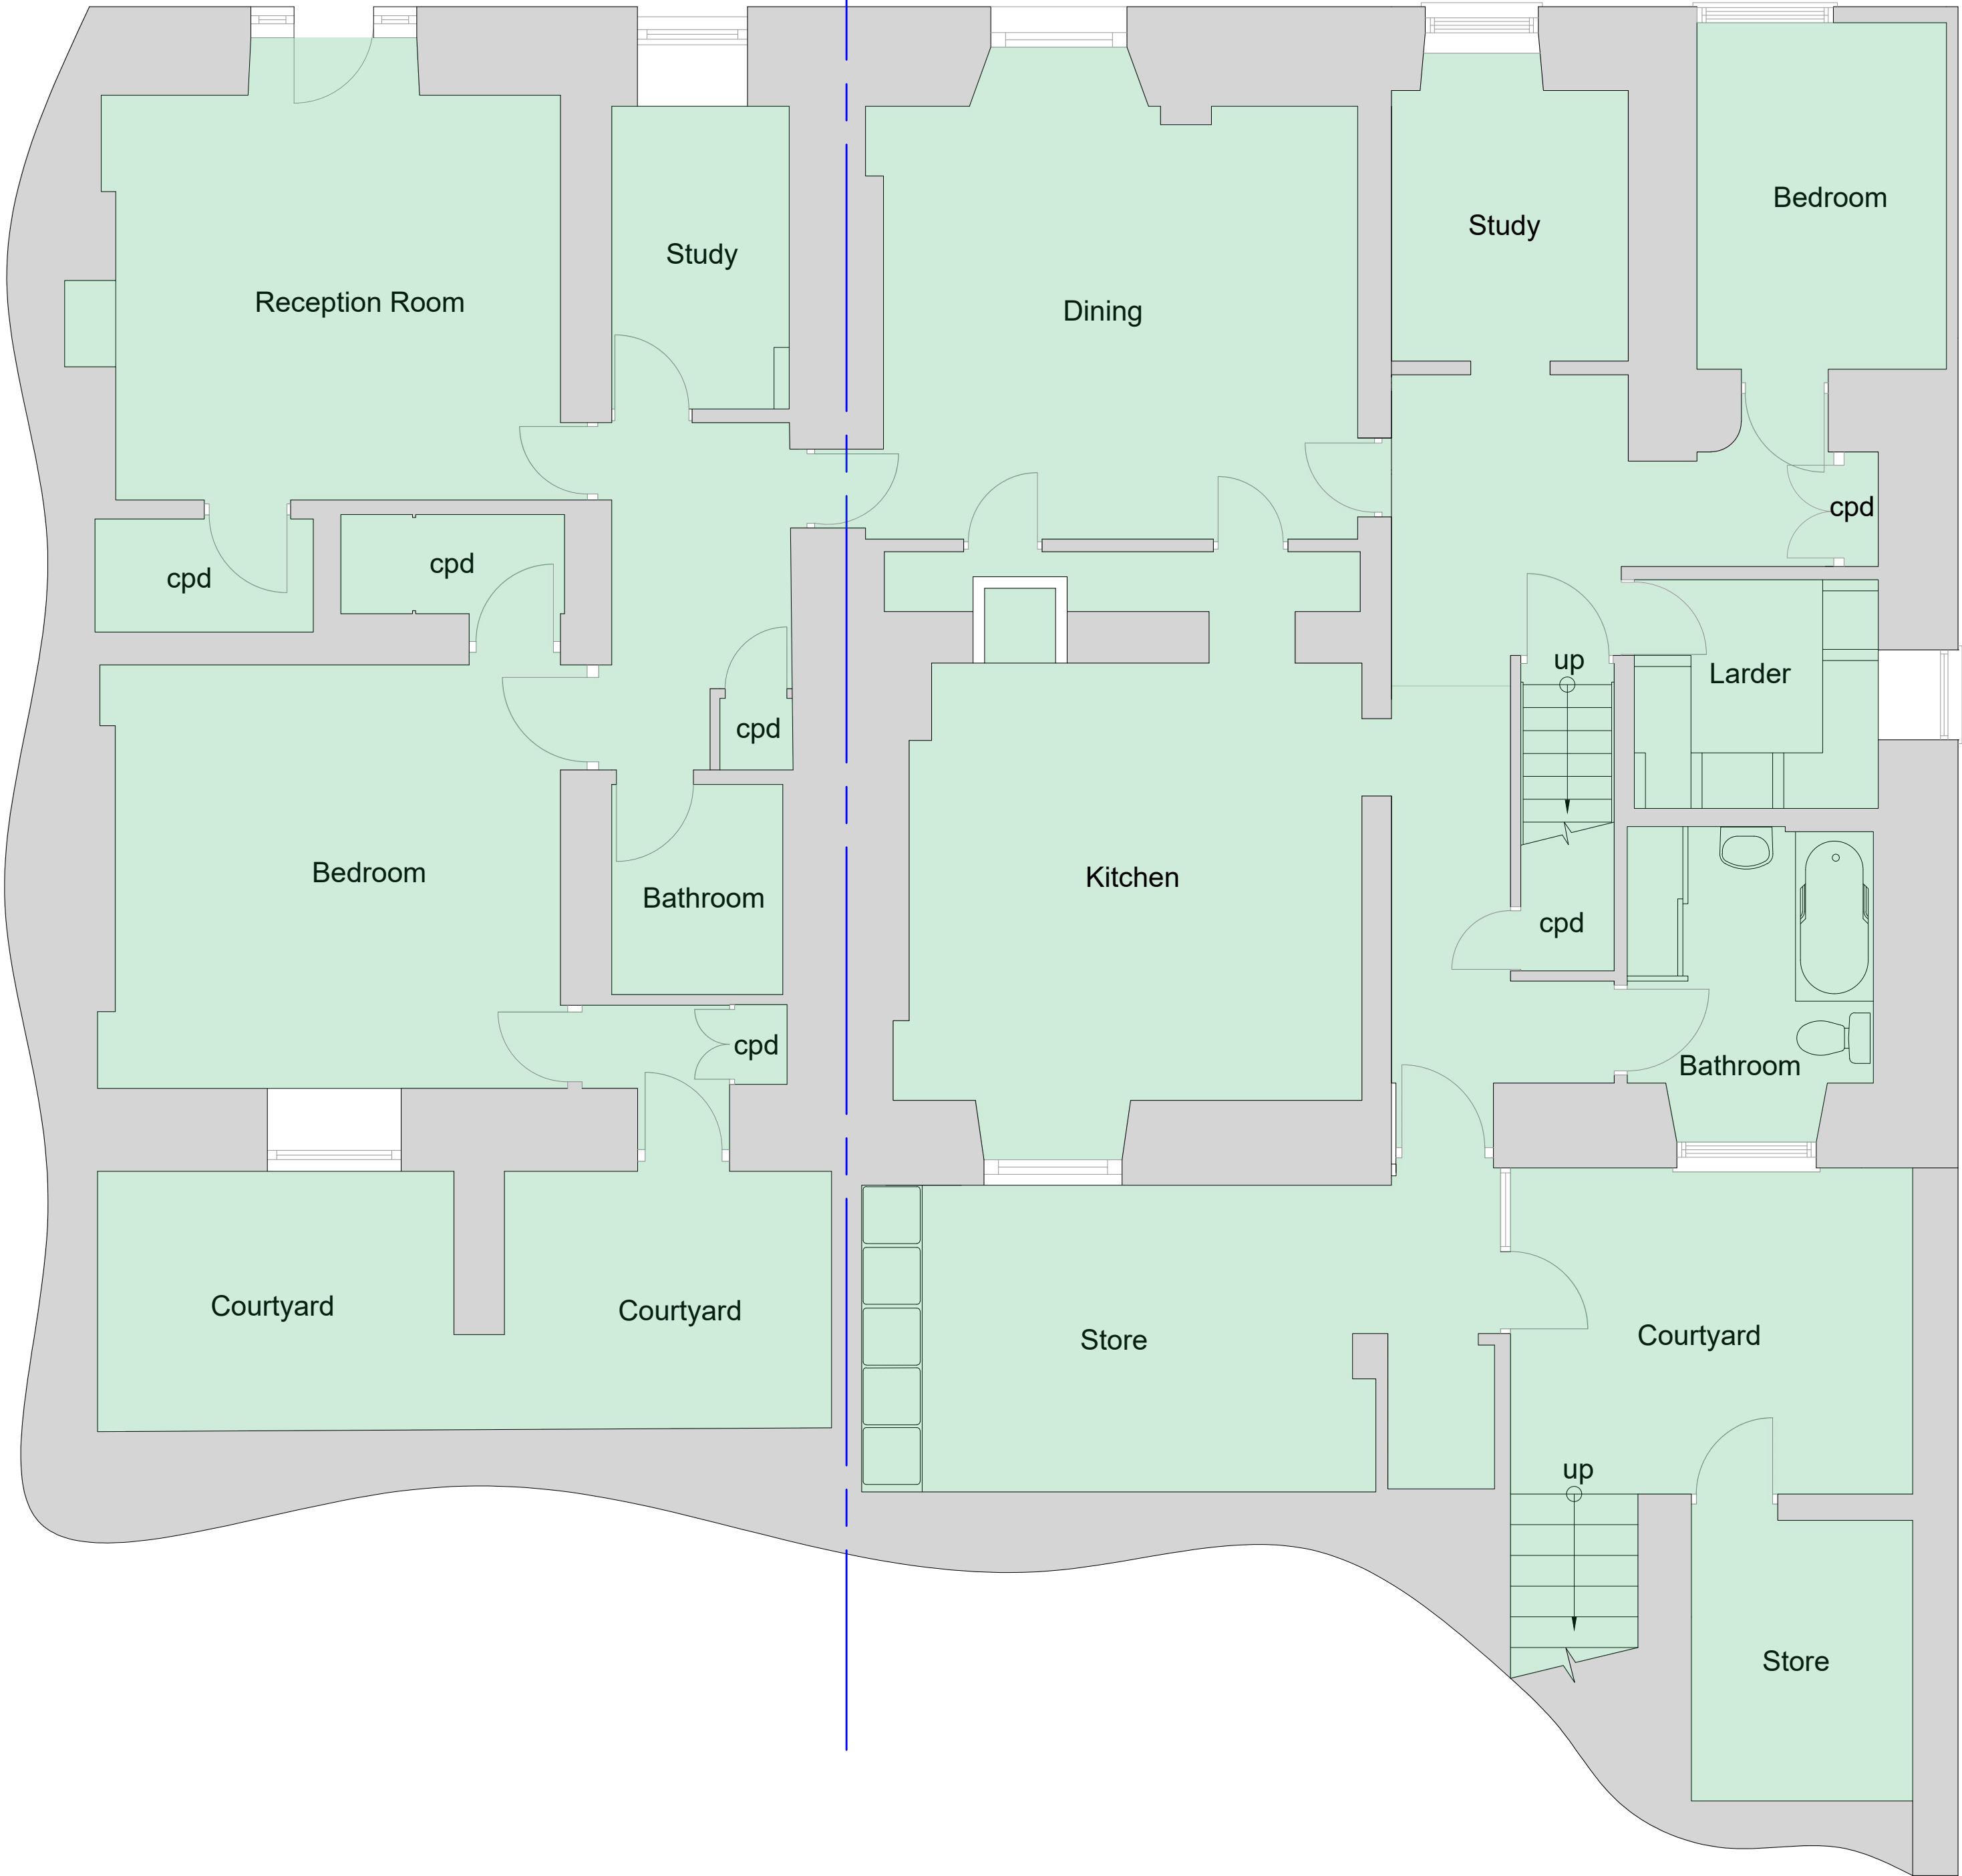 Bedroom
Study
Study
Reception Room
Dining
cpd
cpd
cpd
up
Larder
cpd
Bedroom
Kitchen
Bathroom
cpd
cpd
Bathroom
Courtyard
Courtyard
Store
Courtyard
up
Store